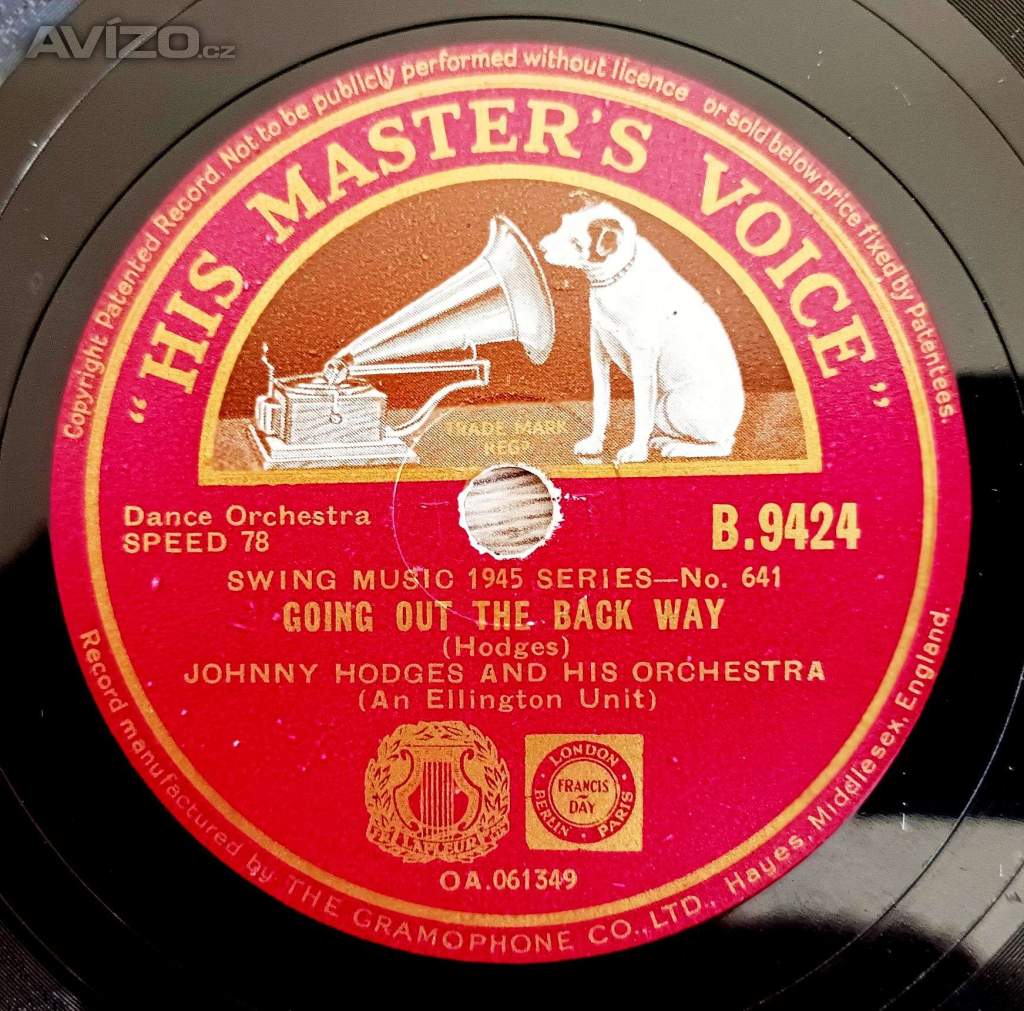 AVÍZO.cz
Copyright. Patented Record. Not to be publicly performed without licence or sold below price fixed by Patentees.
"HIS MASTER'S VOICE"
TRADE MARK
REGD
Dance Orchestra
SPEED 78
B.9424
SWING MUSIC 1945 SERIES—No. 641
GOING OUT THE BACK WAY
(Hodges)
JOHNNY HODGES AND HIS ORCHESTRA
(An Ellington Unit)
LAFLEUR
LONDON
FRANCIS
DAY
BERLIN
PARIS
OA.061349
Record manufactured by THE GRAMOPHONE CO., LTD., Hayes, Middlesex, England.